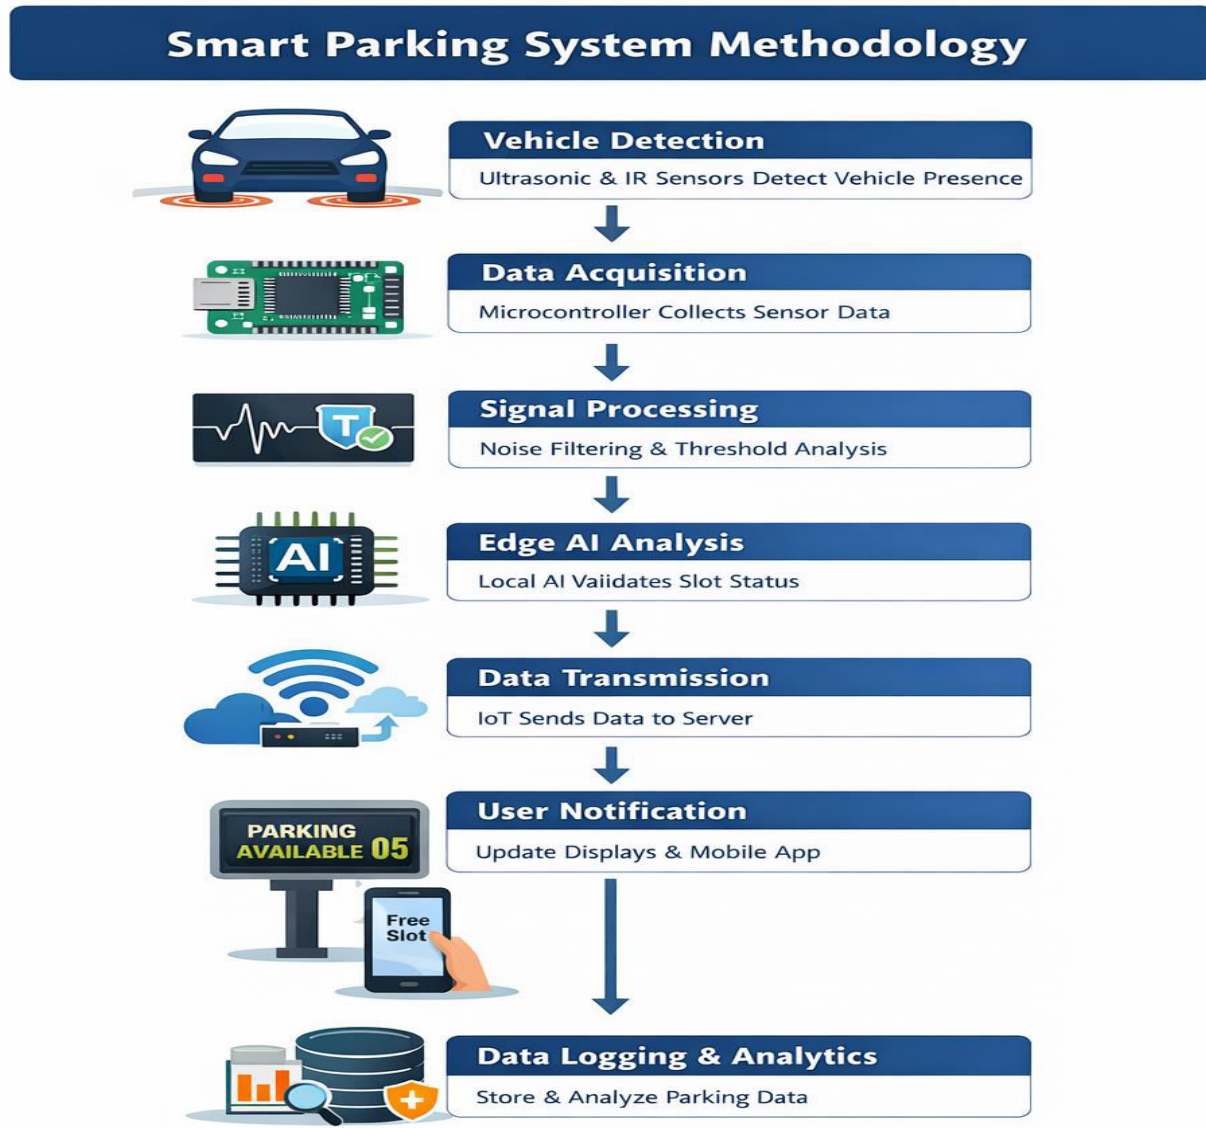 Smart Parking System Methodology
Vehicle Detection
Ultrasonic & IR Sensors Detect Vehicle Presence
Data Acquisition
Microcontroller Collects Sensor Data
Signal Processing
T
Noise Filtering & Threshold Analysis
Edge AI Analysis
AI
Local AI Vaiidates Slot Status
Data Transmission
IoT Sends Data to Server
User Notification
PARKING
AVAILABLE 05
Update Displays & Mobile App
Free
Slot
Data Logging & Analytics
Store & Analyze Parking Data